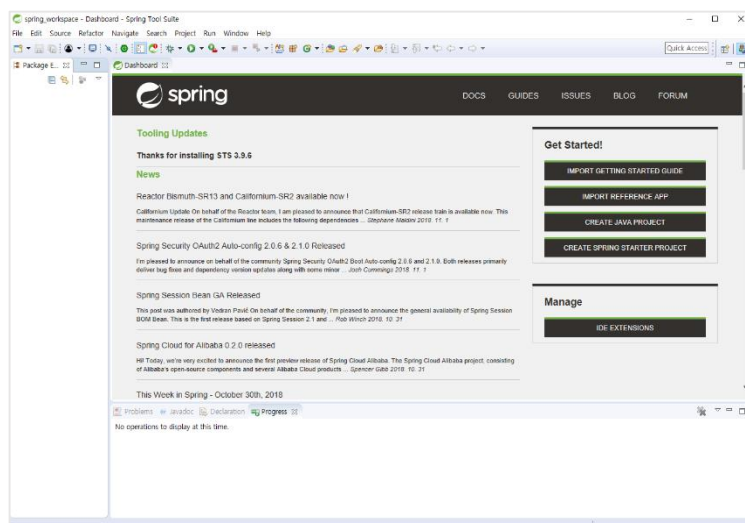 spring_workspace - Dashboard - Spring Tool Suite
File Edit Source Refactor Navigate Search Project Run Window Help
Quick Access
Package E...
Dashboard
spring
DOCS GUIDES ISSUES BLOG FORUM
Tooling Updates
Thanks for installing STS 3.9.6
News
Reactor Bismuth-SR13 and Californium-SR2 available now !
Californium Update On behalf of the Reactor team, I am pleased to announce that Californium-SR2 release train is available now. This
maintenance release of the Californium line includes the following dependencies ... Stephane Maldini 2018. 11. 1
Spring Security OAuth2 Auto-config 2.0.6 & 2.1.0 Released
I'm pleased to announce on behalf of the community Spring Security OAuth2 Boot Auto config 2.0.6 and 2.1.0. Both releases primarily
deliver bug fixes and dependency version updates along with some minor ... Josh Cummings 2018. 11. 1
Spring Session Bean GA Released
This post was authored by Vedran Pavić On behalf of the community, I'm pleased to announce the general availability of Spring Session
BOM Bean. This is the first release based on Spring Session 2.1 and ... Rob Winch 2018. 10. 31
Spring Cloud for Alibaba 0.2.0 released
Hi! Today, we're very excited to announce the first preview release of Spring Cloud Alibaba. The Spring Cloud Alibaba project, consisting
of Alibaba's open-source components and several Alibaba Cloud products ... Spencer Gibb 2018. 10. 31
This Week in Spring - October 30th, 2018
Get Started!
IMPORT GETTING STARTED GUIDE
IMPORT REFERENCE APP
CREATE JAVA PROJECT
CREATE SPRING STARTER PROJECT
Manage
IDE EXTENSIONS
Problems Javadoc Declaration Progress
No operations to display at this time.